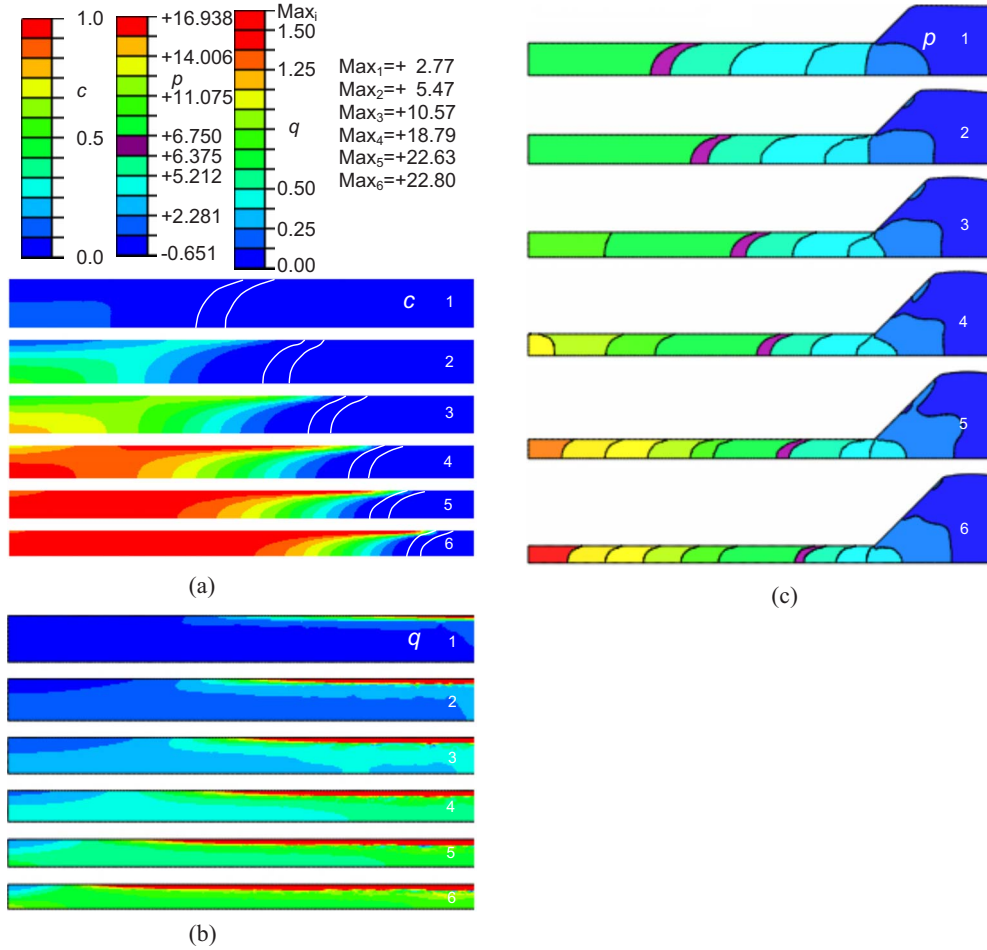 1.0
c
0.5
0.0
+16.938
+14.006
p
+11.075
+6.750
+6.375
+5.212
+2.281
-0.651
Maxi
1.50
1.25
q
0.50
0.25
0.00
Max1=+ 2.77
Max2=+ 5.47
Max3=+10.57
Max4=+18.79
Max5=+22.63
Max6=+22.80
c 1
2
3
4
5
6
(a)
q 1
2
3
4
5
6
(b)
p 1
2
3
4
5
6
(c)